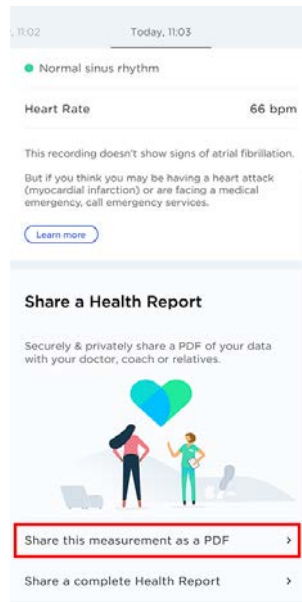 , 11:02
Today, 11:03
Normal sinus rhythm
Heart Rate 66 bpm
This recording doesn't show signs of atrial fibrillation.
But if you think you may be having a heart attack
(myocardial infarction) or are facing a medical
emergency, call emergency services.
Learn more
Share a Health Report
Securely & privately share a PDF of your data
with your doctor, coach or relatives.
Share this measurement as a PDF
Share a complete Health Report